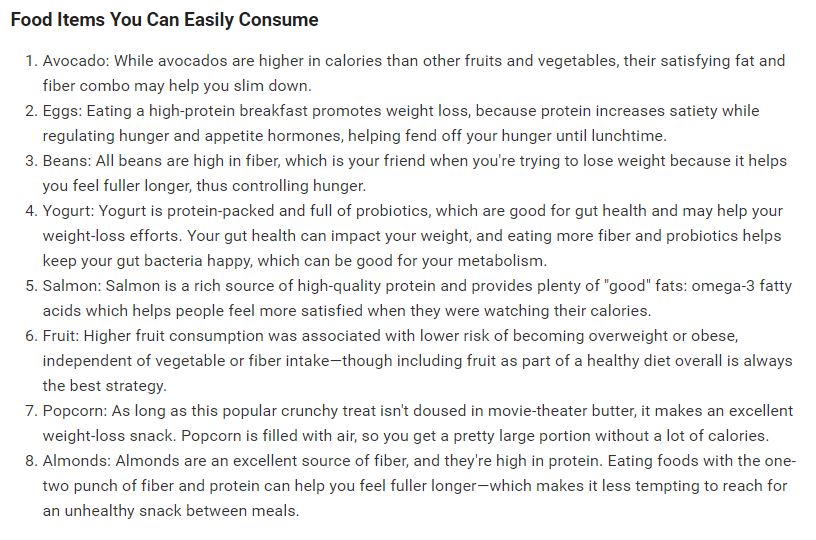 Food Items You Can Easily Consume
1. Avocado: While avocados are higher in calories than other fruits and vegetables, their satisfying fat and
fiber combo may help you slim down.
2. Eggs: Eating a high-protein breakfast promotes weight loss, because protein increases satiety while
regulating hunger and appetite hormones, helping fend off your hunger until lunchtime.
3. Beans: All beans are high in fiber, which is your friend when you're trying to lose weight because it helps
you feel fuller longer, thus controlling hunger.
4. Yogurt: Yogurt is protein-packed and full of probiotics, which are good for gut health and may help your
weight-loss efforts. Your gut health can impact your weight, and eating more fiber and probiotics helps
keep your gut bacteria happy, which can be good for your metabolism.
5. Salmon: Salmon is a rich source of high-quality protein and provides plenty of "good" fats: omega-3 fatty
acids which helps people feel more satisfied when they were watching their calories.
6. Fruit: Higher fruit consumption was associated with lower risk of becoming overweight or obese,
independent of vegetable or fiber intake—though including fruit as part of a healthy diet overall is always
the best strategy.
7. Popcorn: As long as this popular crunchy treat isn't doused in movie-theater butter, it makes an excellent
weight-loss snack. Popcorn is filled with air, so you get a pretty large portion without a lot of calories.
8. Almonds: Almonds are an excellent source of fiber, and they're high in protein. Eating foods with the one-
two punch of fiber and protein can help you feel fuller longer—which makes it less tempting to reach for
an unhealthy snack between meals.